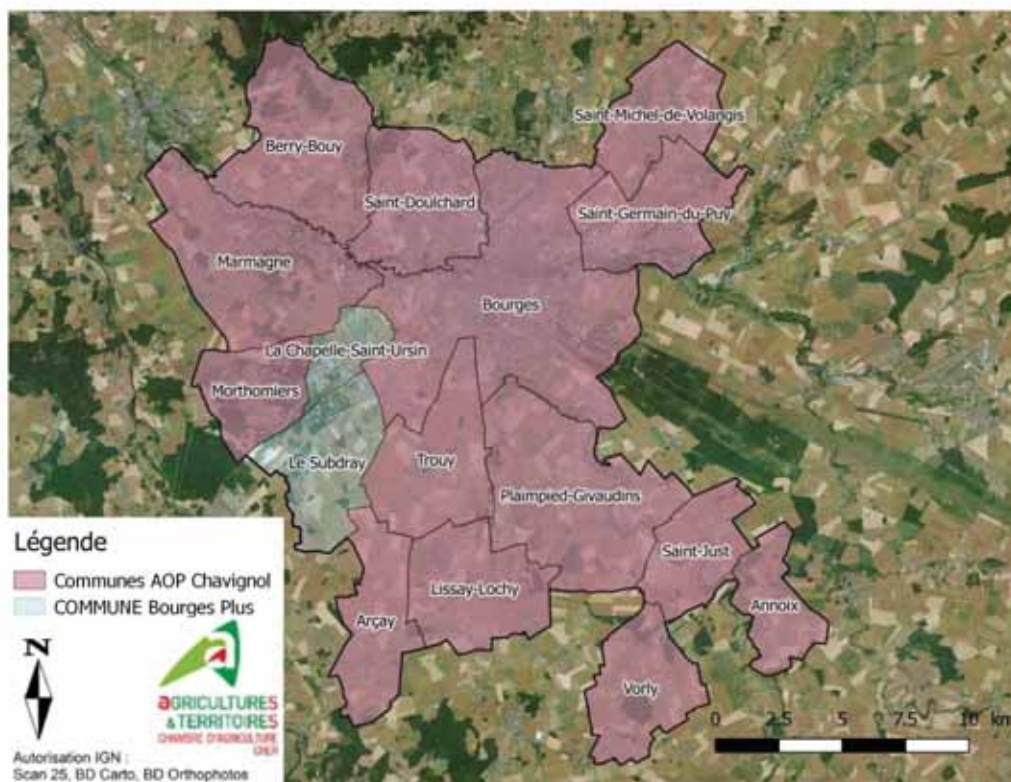 Saint-Michel-de-Volangis
Berry-Bouy
Saint-Doulchard
Saint-Germain-du-Puy
Marmagne
Bourges
La Chapelle-Saint-Ursin
Morthomiers
Le Subdray
Trouy
Plaimpied-Givaudins
Saint-Just
Lissay-Lochy
Annoix
Arçay
Vorly
Légende
Communes AOP Chavignol
COMMUNE Bourges Plus
N
AGRICULTURES
& TERRITOIRES
CHAMBRE D'AGRICULTURE
CHER
Autorisation IGN :
Scan 25, BD Carto, BD Orthophotos
0 2.5 5 7.5 10 km